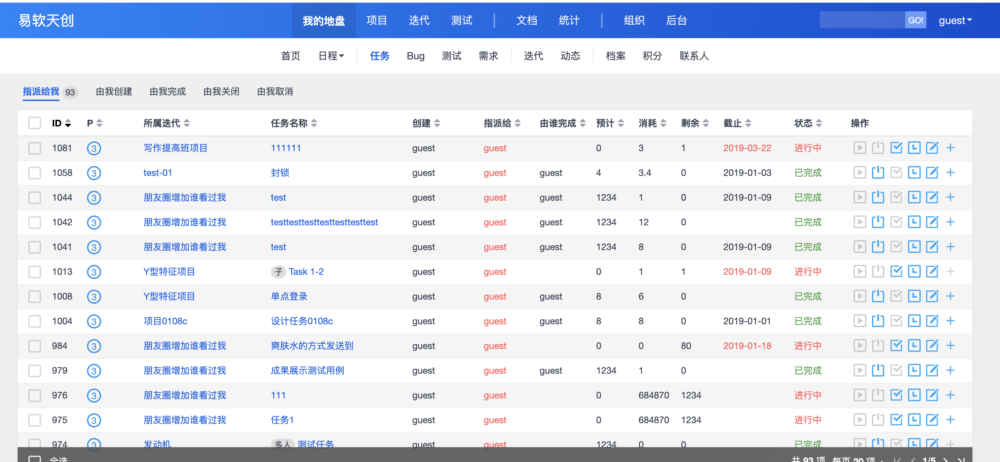 易软天创 我的地盘 项目 迭代 测试 | 文档 统计 | 组织 后台 GO! guest
首页 日程 任务 Bug 测试 需求 迭代 动态 档案 积分 联系人
指派给我 93 由我创建 由我完成 由我关闭 由我取消
ID P 所属迭代 任务名称 创建 指派给 由谁完成 预计 消耗 剩余 截止 状态 操作
1081 3 写作提高班项目 111111 guest guest 0 3 1 2019-03-22 进行中
1058 3 test-01 封锁 guest guest guest 4 3.4 0 2019-01-03 已完成
1044 3 朋友圈增加谁看过我 test guest guest guest 1234 1 0 2019-01-09 已完成
1042 3 朋友圈增加谁看过我 testtesttesttesttesttesttest guest guest guest 1234 12 0 已完成
1041 3 朋友圈增加谁看过我 test guest guest guest 1234 8 0 2019-01-09 已完成
1013 3 Y型特征项目 子 Task 1-2 guest guest 0 1 1 2019-01-09 进行中
1008 3 Y型特征项目 单点登录 guest guest guest 8 6 0 已完成
1004 3 项目0108c 设计任务0108c guest guest guest 8 8 0 2019-01-01 已完成
984 3 朋友圈增加谁看过我 爽肤水的方式发送到 guest guest 0 0 80 2019-01-18 进行中
979 3 朋友圈增加谁看过我 成果展示测试用例 guest guest guest 1234 1 0 已完成
976 3 朋友圈增加谁看过我 111 guest guest 0 684870 1234 进行中
975 3 朋友圈增加谁看过我 任务1 guest guest 0 684870 1234 进行中
974 3 发动机 多人 测试任务 guest guest 1234 0 0 已完成
全选 共 93 项 每页 20 项 1/5